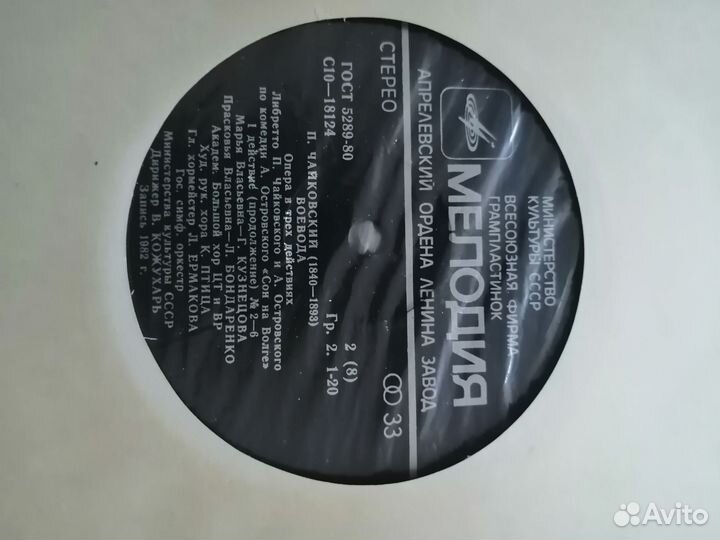 МИНИСТЕРСТВО
КУЛЬТУРЫ СССР
ВСЕСОЮЗНАЯ ФИРМА
ГРАМПЛАСТИНОК
МЕЛОДИЯ
АПРЕЛЕВСКИЙ ОРДЕНА ЛЕНИНА ЗАВОД
СТЕРЕО
33
ГОСТ 5289-80
С10—18124
2 (8)
Гр. 2. 1-20
П. ЧАЙКОВСКИЙ (1840—1893)
ВОЕВОДА
Опера в трех действиях
Либретто П. Чайковского и А. Островского
по комедии А. Островского «Сон на Волге»
I действие (продолжение) № 2—6
Марья Власьевна—Г. КУЗНЕЦОВА
Прасковья Власьевна—Л. БОНДАРЕНКО
Академ. Большой хор ЦТ и ВР
Худ. рук. хора К. ПТИЦА
Гл. хормейстер Л. ЕРМАКОВА
Гос. симф. оркестр
Министерства культуры СССР
Дирижер В. КОЖУХАРЬ
Запись 1982 г.
Avito